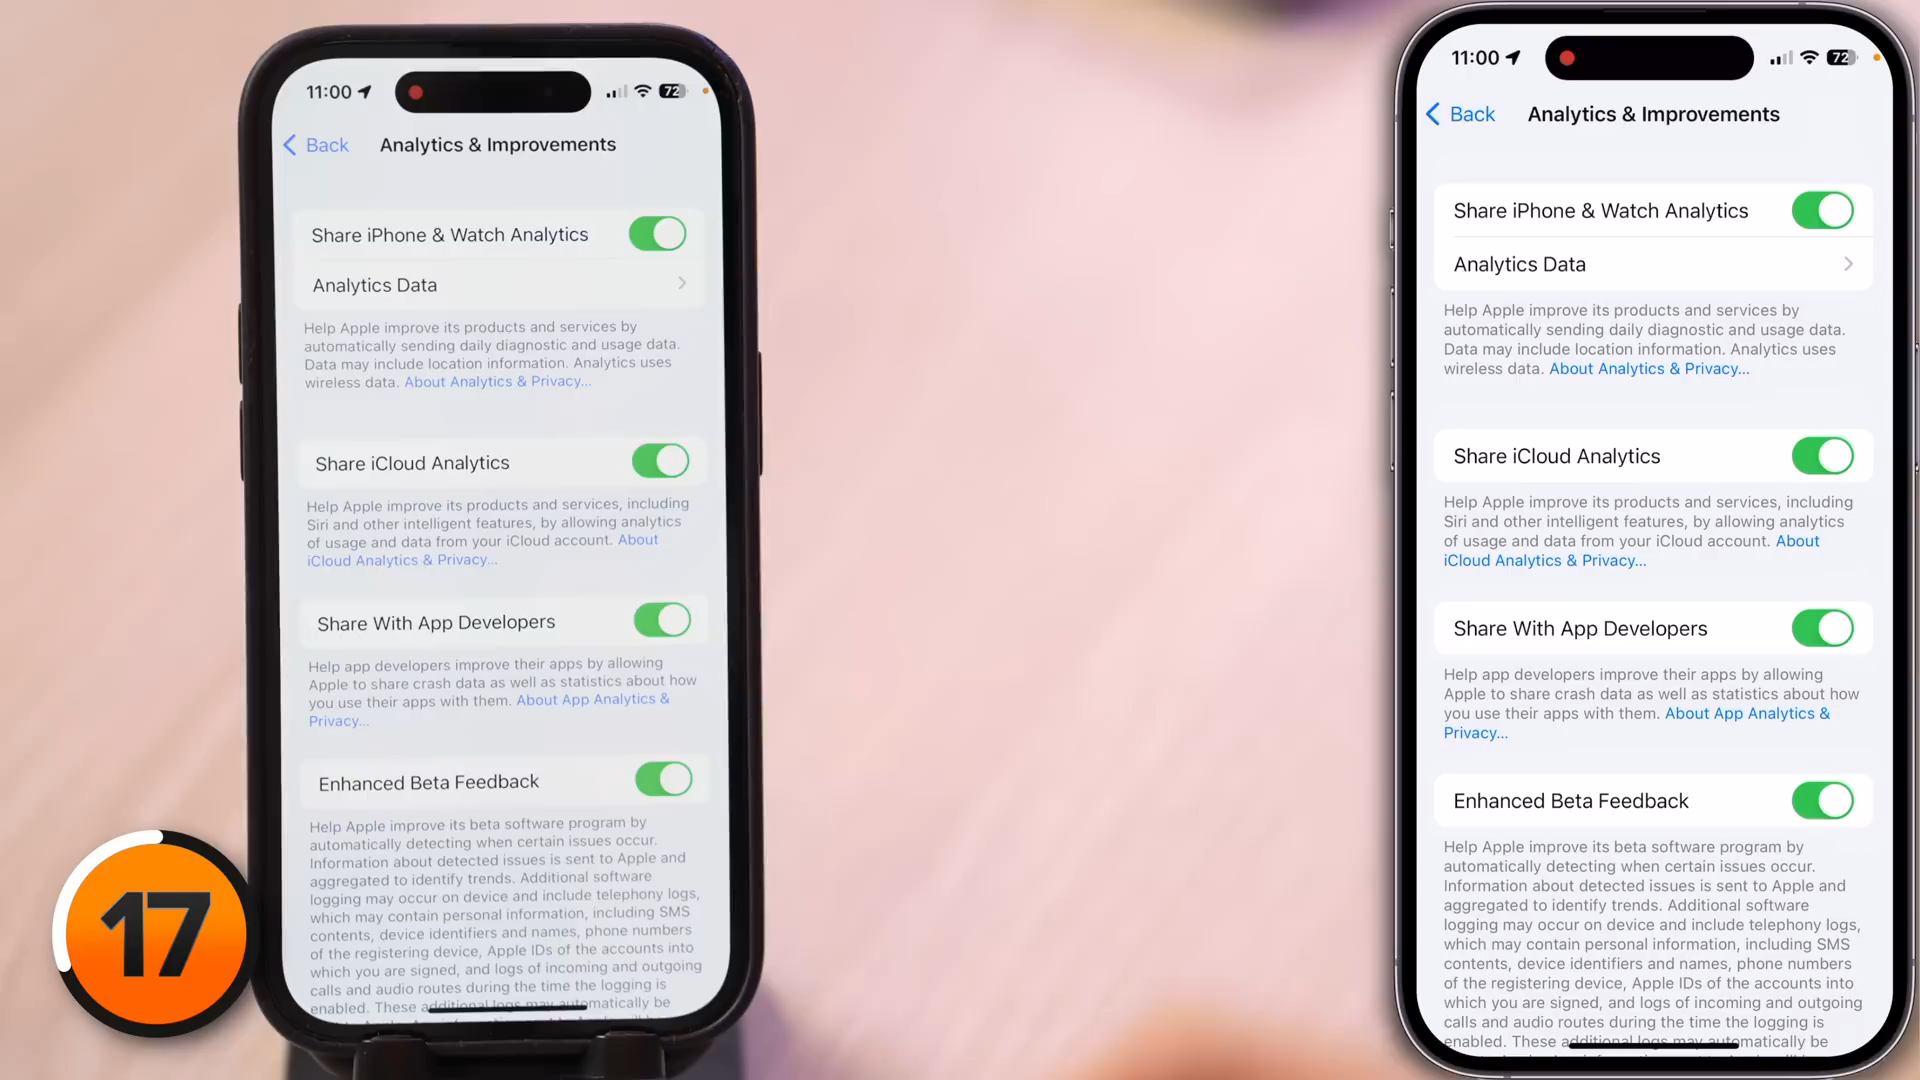 11:00
72
Back
Analytics & Improvements
Share iPhone & Watch Analytics
Analytics Data
Help Apple improve its products and services by
automatically sending daily diagnostic and usage data.
Data may include location information. Analytics uses
wireless data. About Analytics & Privacy...
Share iCloud Analytics
Help Apple improve its products and services, including
Siri and other intelligent features, by allowing analytics
of usage and data from your iCloud account. About
iCloud Analytics & Privacy...
Share With App Developers
Help app developers improve their apps by allowing
Apple to share crash data as well as statistics about how
you use their apps with them. About App Analytics &
Privacy...
Enhanced Beta Feedback
Help Apple improve its beta software program by
automatically detecting when certain issues occur.
Information about detected issues is sent to Apple and
aggregated to identify trends. Additional software
logging may occur on device and include telephony logs,
which may contain personal information, including SMS
contents, device identifiers and names, phone numbers
of the registering device, Apple IDs of the accounts into
which you are signed, and logs of incoming and outgoing
calls and audio routes during the time the logging is
enabled. These additional logs may automatically be
17
11:00
72
Back
Analytics & Improvements
Share iPhone & Watch Analytics
Analytics Data
Help Apple improve its products and services by
automatically sending daily diagnostic and usage data.
Data may include location information. Analytics uses
wireless data. About Analytics & Privacy...
Share iCloud Analytics
Help Apple improve its products and services, including
Siri and other intelligent features, by allowing analytics
of usage and data from your iCloud account. About
iCloud Analytics & Privacy...
Share With App Developers
Help app developers improve their apps by allowing
Apple to share crash data as well as statistics about how
you use their apps with them. About App Analytics &
Privacy...
Enhanced Beta Feedback
Help Apple improve its beta software program by
automatically detecting when certain issues occur.
Information about detected issues is sent to Apple and
aggregated to identify trends. Additional software
logging may occur on device and include telephony logs,
which may contain personal information, including SMS
contents, device identifiers and names, phone numbers
of the registering device, Apple IDs of the accounts into
which you are signed, and logs of incoming and outgoing
calls and audio routes during the time the logging is
enabled. These additional logs may automatically be